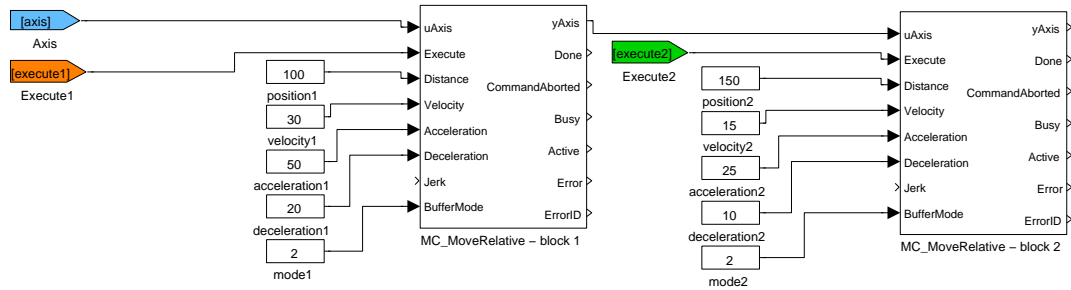 [axis]
Axis
[execute1]
Execute1
100
position1
30
velocity1
50
acceleration1
20
deceleration1
2
mode1
uAxis
Execute
Distance
Velocity
Acceleration
Deceleration
Jerk
BufferMode
yAxis
Done
CommandAborted
Busy
Active
Error
ErrorID
MC_MoveRelative – block 1
[execute2]
Execute2
150
position2
15
velocity2
25
acceleration2
10
deceleration2
2
mode2
uAxis
Execute
Distance
Velocity
Acceleration
Deceleration
Jerk
BufferMode
yAxis
Done
CommandAborted
Busy
Active
Error
ErrorID
MC_MoveRelative – block 2